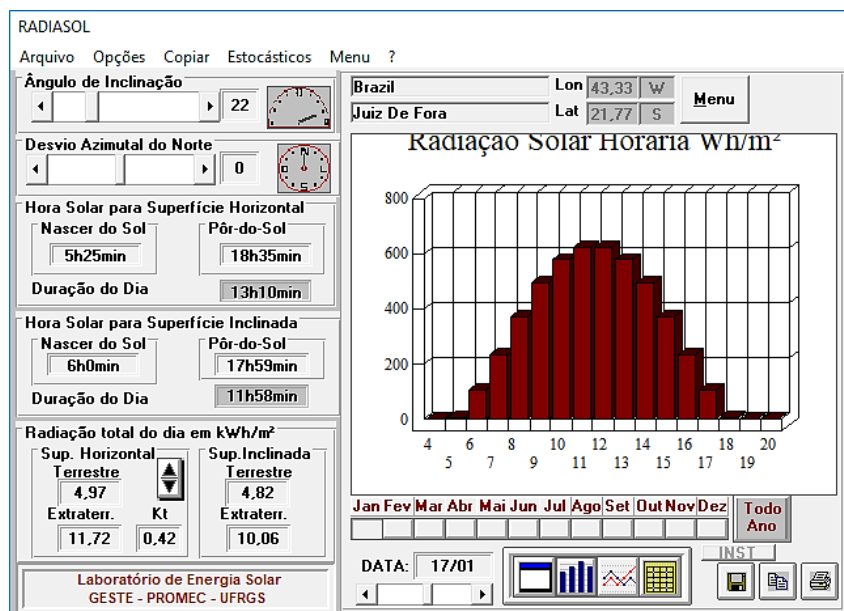 RADIASOL
Arquivo Opções Copiar Estocásticos Menu ?
Ângulo de Inclinação
22
Desvio Azimutal do Norte
0
N
S
Hora Solar para Superfície Horizontal
Nascer do Sol Pôr-do-Sol
5h25min 18h35min
Duração do Dia 13h10min
Hora Solar para Superfície Inclinada
Nascer do Sol Pôr-do-Sol
6h0min 17h59min
Duração do Dia 11h58min
Radiação total do dia em kWh/m²
Sup. Horizontal Sup.Inclinada
Terrestre Terrestre
4,97 4,82
Extraterr. Kt Extraterr.
11,72 0,42 10,06
Laboratório de Energia Solar
GESTE - PROMEC - UFRGS
Brazil Lon 43,33 W
Juiz De Fora Lat 21,77 S
Menu
Radiação Solar Horária Wh/m²
800
600
400
200
0
4 6 8 10 12 14 16 18 20
5 7 9 11 13 15 17 19
Jan Fev Mar Abr Mai Jun Jul Ago Set Out Nov Dez
Todo
Ano
DATA: 17/01
INST